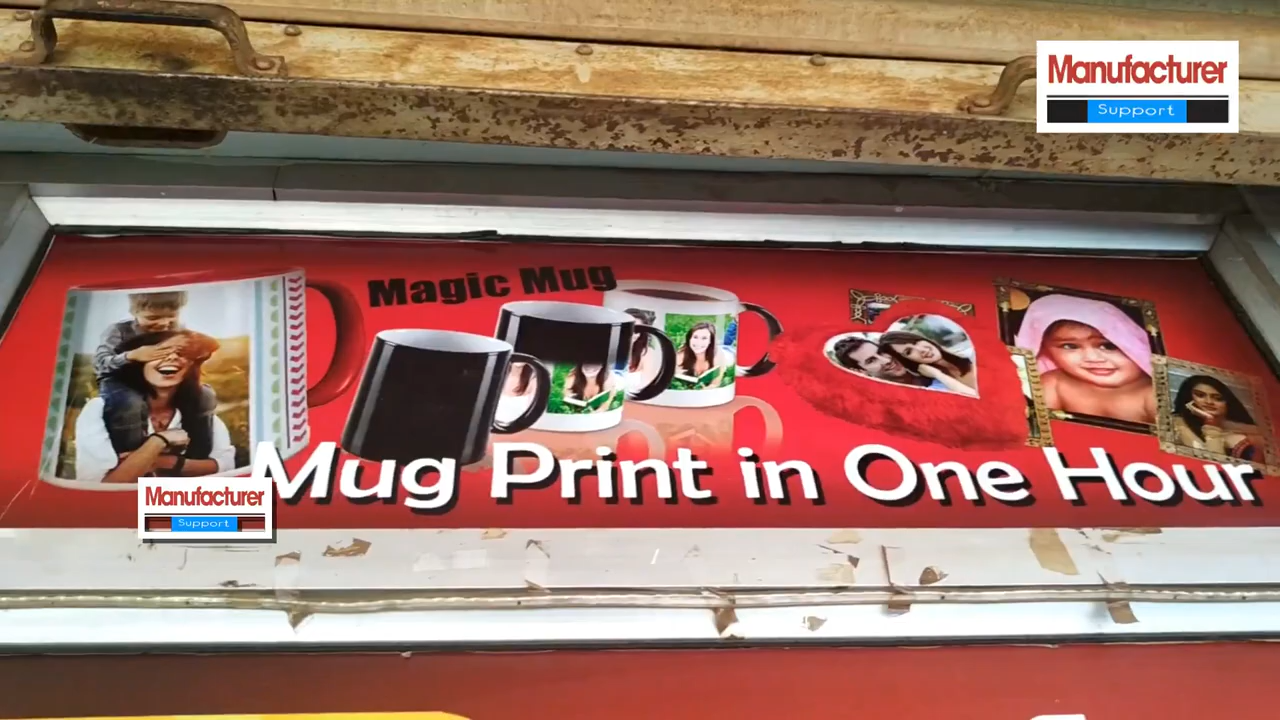 Manufacturer
Support
Magic Mug
Mug Print in One Hour
Manufacturer
Support